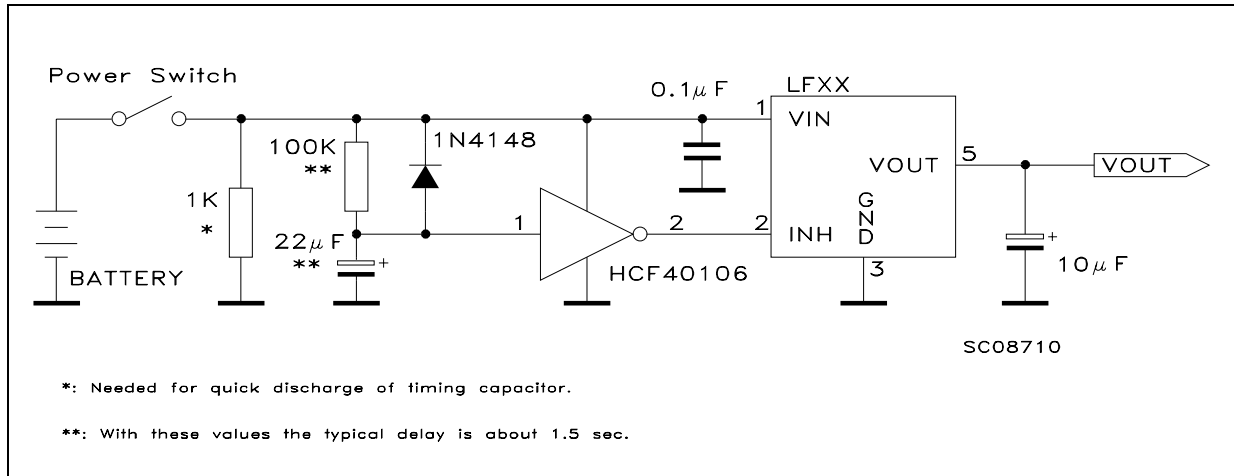 Power Switch
0.1μF
LFXX
1
VIN
1N4148
100K
**
VOUT
5
VOUT
1K
*
GND
1
2
2
INH
22μF
**
+
+
HCF40106
3
10μF
BATTERY
SC08710
*: Needed for quick discharge of timing capacitor.
**: With these values the typical delay is about 1.5 sec.